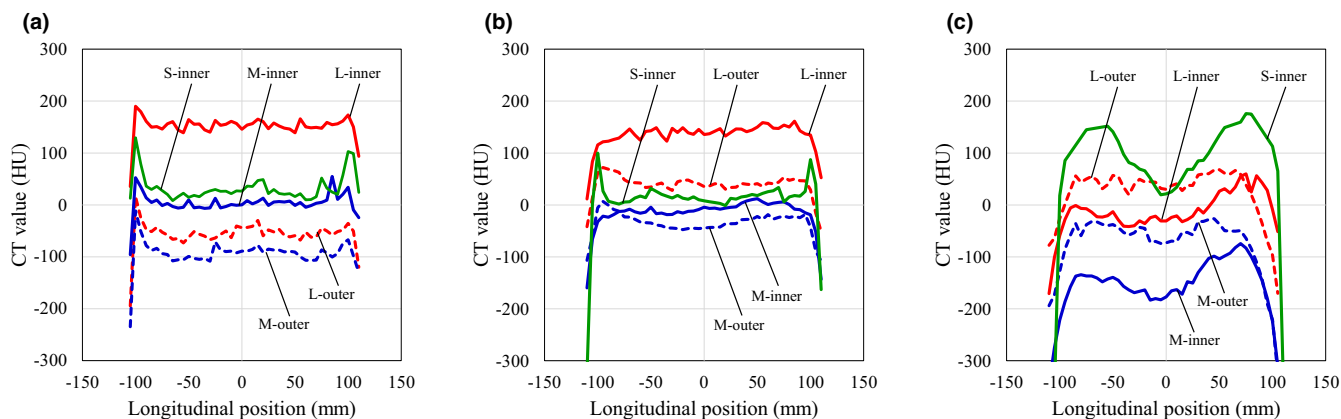 (a)
300
200
100
0
-100
-200
-300
CT value (HU)
S-inner
M-inner
L-inner
L-outer
M-outer
-150
-100
-50
0
50
100
150
Longitudinal position (mm)
(b)
300
200
100
0
-100
-200
-300
CT value (HU)
S-inner
L-outer
L-inner
M-inner
M-outer
-150
-100
-50
0
50
100
150
Longitudinal position (mm)
(c)
300
200
100
0
-100
-200
-300
CT value (HU)
L-outer
L-inner
S-inner
M-outer
M-inner
-150
-100
-50
0
50
100
150
Longitudinal position (mm)